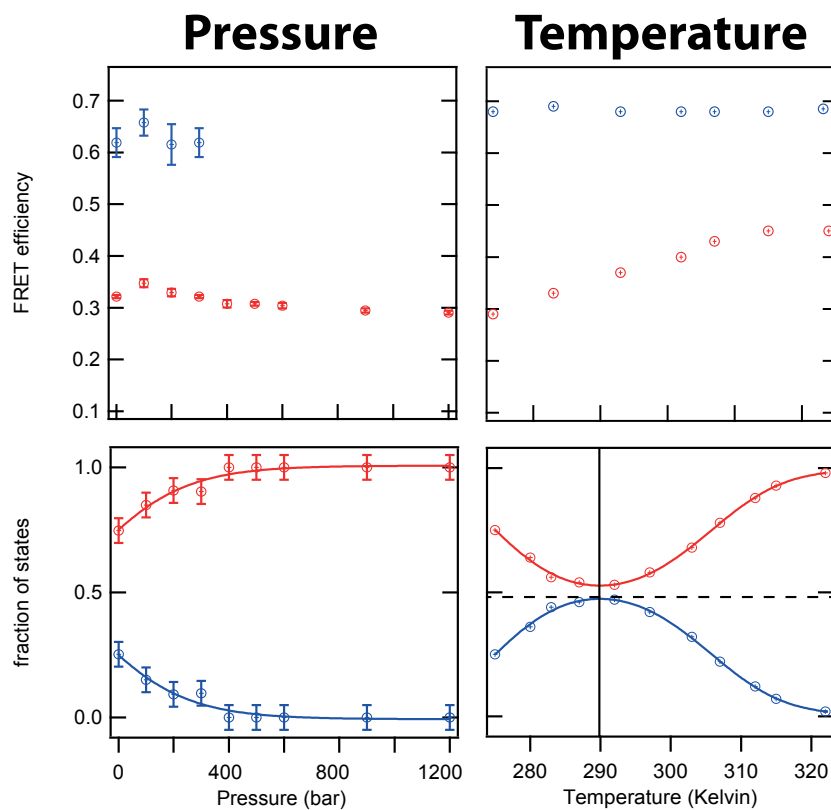 Pressure Temperature
0.7
0.6
0.5
0.4
0.3
0.2
0.1
FRET efficiency
1.0
0.5
0.0
fraction of states
0 400 800 1200
Pressure (bar)
280 290 300 310 320
Temperature (Kelvin)